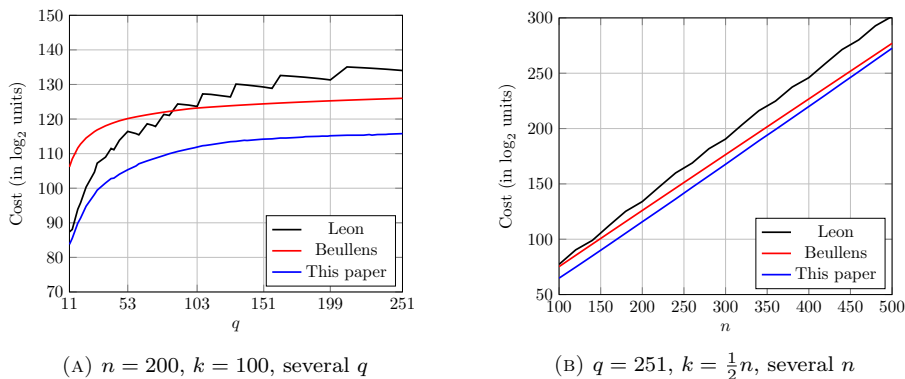 150
140
130
120
110
100
90
80
70
Cost (in log₂ units)
11 53 103 151 199 251
q
Leon
Beullens
This paper
(A) n = 200, k = 100, several q
300
250
200
150
100
50
Cost (in log₂ units)
100 150 200 250 300 350 400 450 500
n
Leon
Beullens
This paper
(B) q = 251, k = ½n, several n